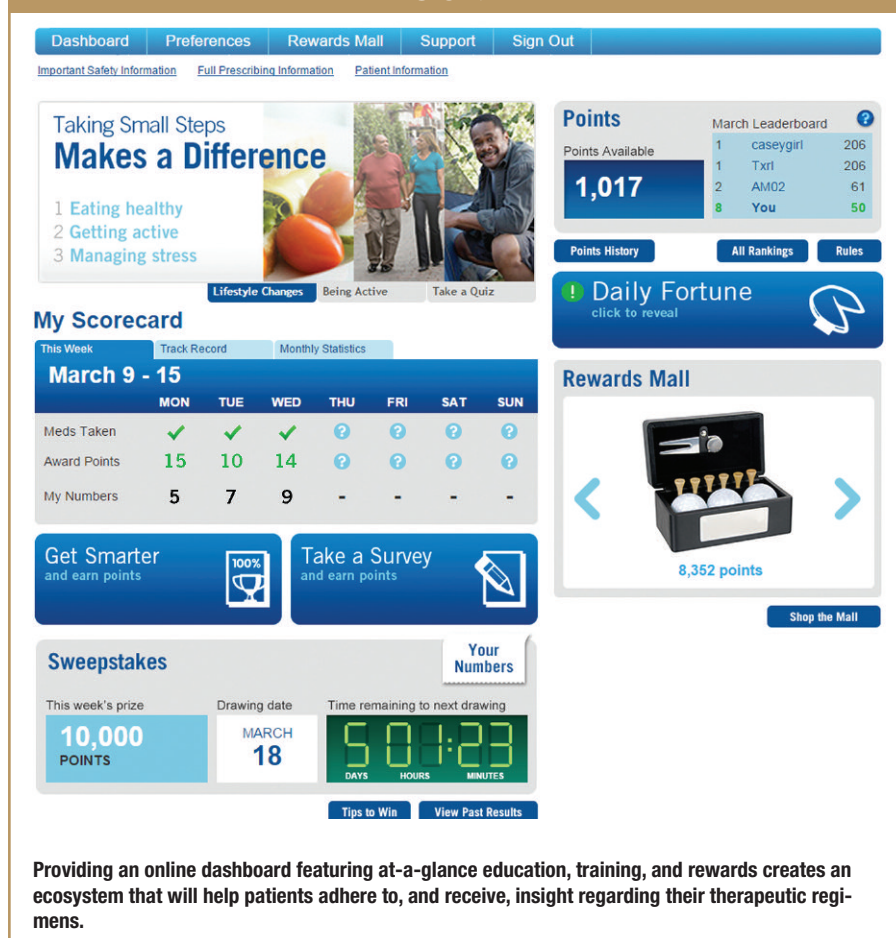 Dashboard Preferences Rewards Mall Support Sign Out
Important Safety Information Full Prescribing Information Patient Information
Taking Small Steps
Makes a Difference
1 Eating healthy
2 Getting active
3 Managing stress
Lifestyle Changes Being Active Take a Quiz
Points
Points Available
1,017
March Leaderboard ?
1 caseygirl 206
1 Txrl 206
2 AM02 61
8 You 50
Points History All Rankings Rules
! Daily Fortune
click to reveal
My Scorecard
This Week Track Record Monthly Statistics
March 9 - 15
MON TUE WED THU FRI SAT SUN
Meds Taken ✓ ✓ ✓ ? ? ? ?
Award Points 15 10 14 ? ? ? ?
My Numbers 5 7 9 - - - -
Rewards Mall
8,352 points
Shop the Mall
Get Smarter
and earn points
100%
Take a Survey
and earn points
Sweepstakes
Your
Numbers
This week's prize
10,000
POINTS
Drawing date
MARCH
18
Time remaining to next drawing
5 01:23
DAYS HOURS MINUTES
Tips to Win View Past Results
Providing an online dashboard featuring at-a-glance education, training, and rewards creates an
ecosystem that will help patients adhere to, and receive, insight regarding their therapeutic regi-
mens.